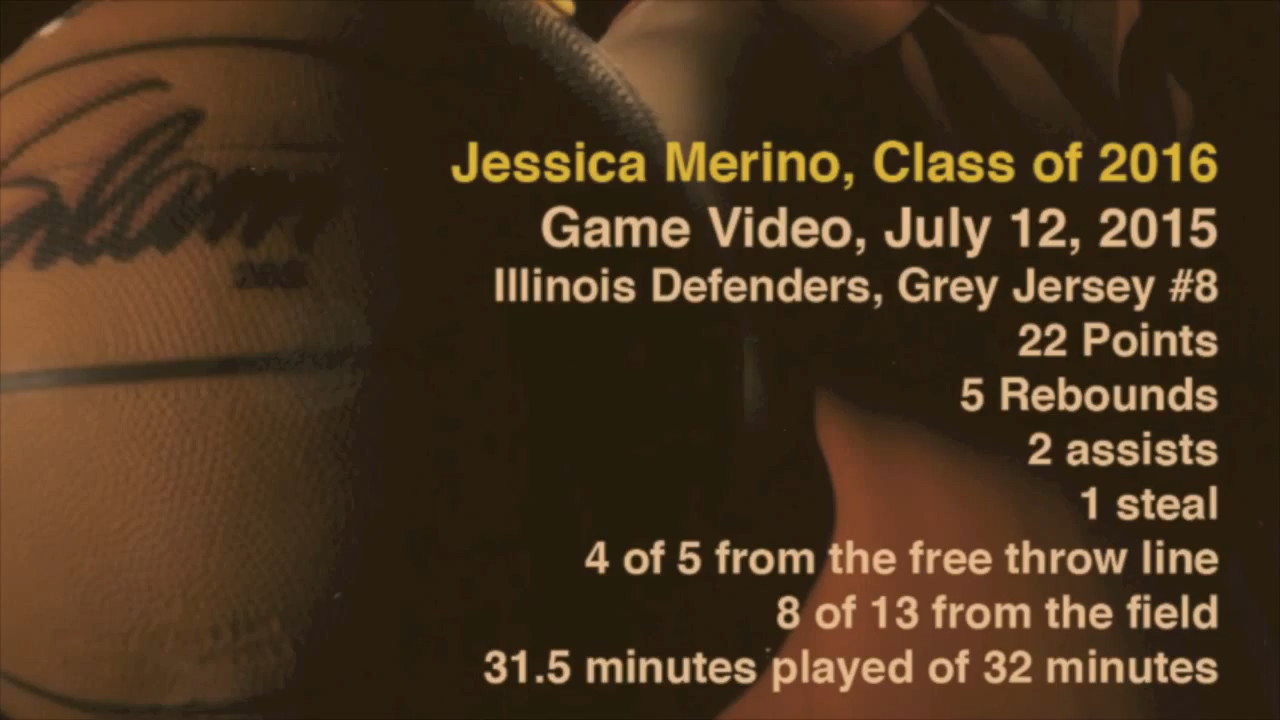 Jessica Merino, Class of 2016
Game Video, July 12, 2015
Illinois Defenders, Grey Jersey #8
22 Points
5 Rebounds
2 assists
1 steal
4 of 5 from the free throw line
8 of 13 from the field
31.5 minutes played of 32 minutes